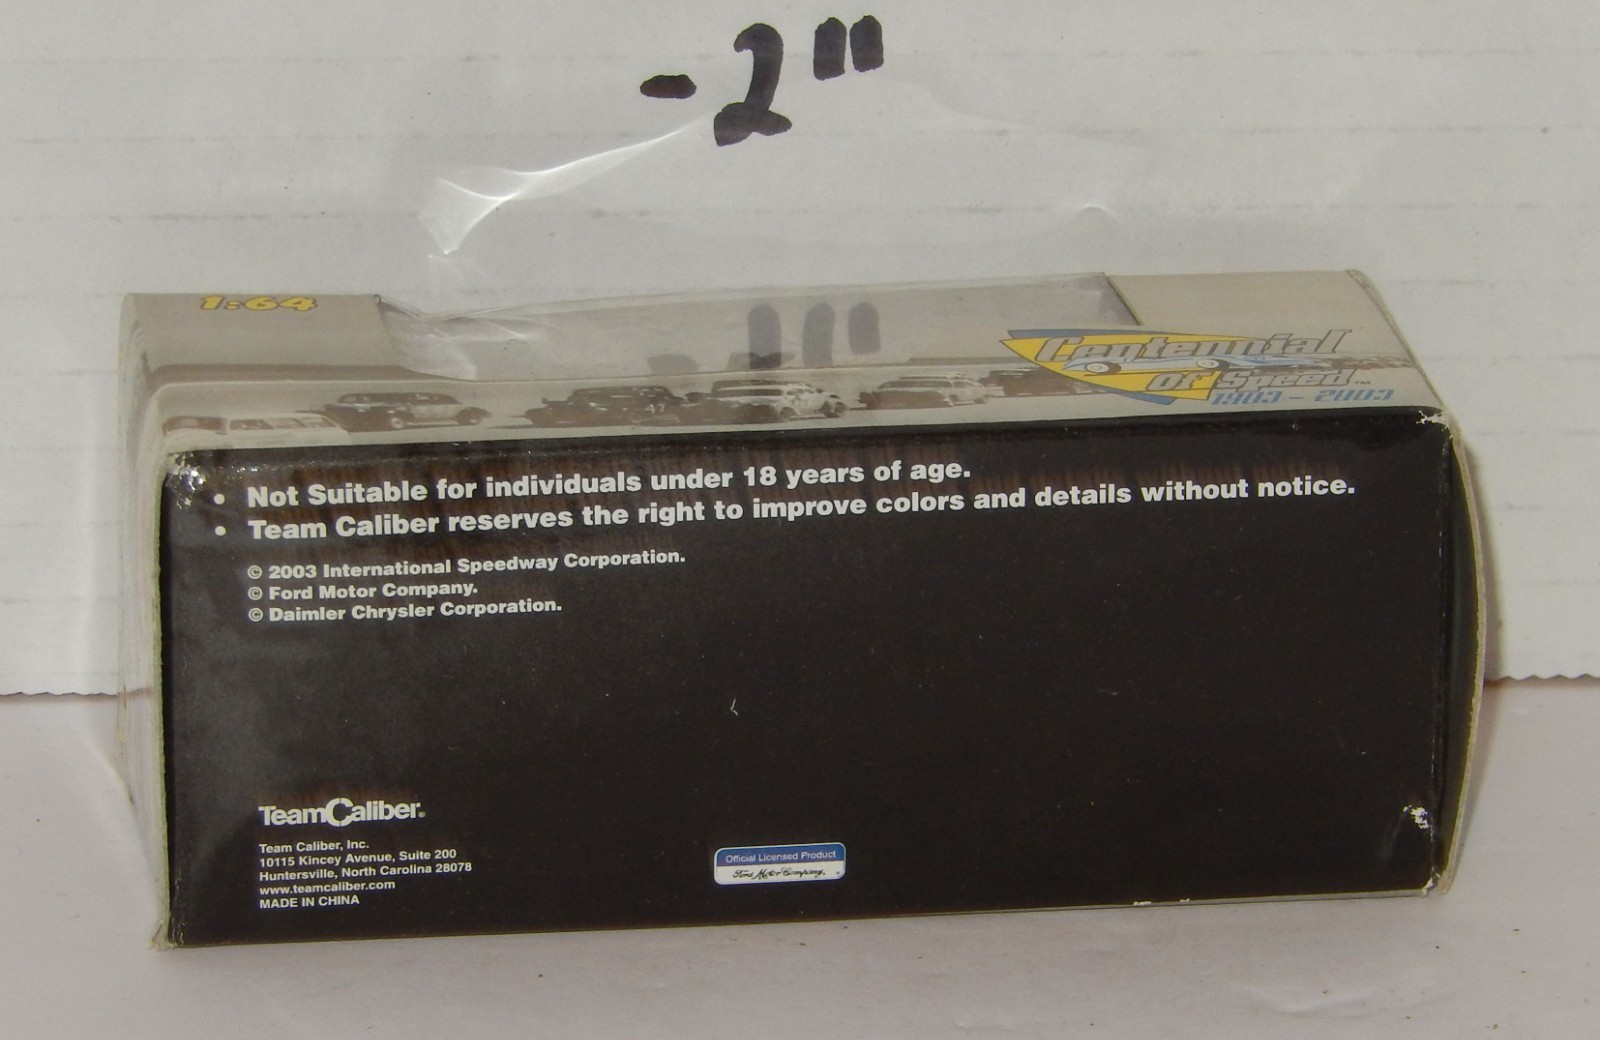 -2"
1:64
Centennial
of Speed™
1903 - 2003
47
• Not Suitable for individuals under 18 years of age.
• Team Caliber reserves the right to improve colors and details without notice.
© 2003 International Speedway Corporation.
© Ford Motor Company.
© Daimler Chrysler Corporation.
TeamCaliber®
Team Caliber, Inc.
10115 Kincey Avenue, Suite 200
Huntersville, North Carolina 28078
www.teamcaliber.com
MADE IN CHINA
Official Licensed Product
Ford Motor Company